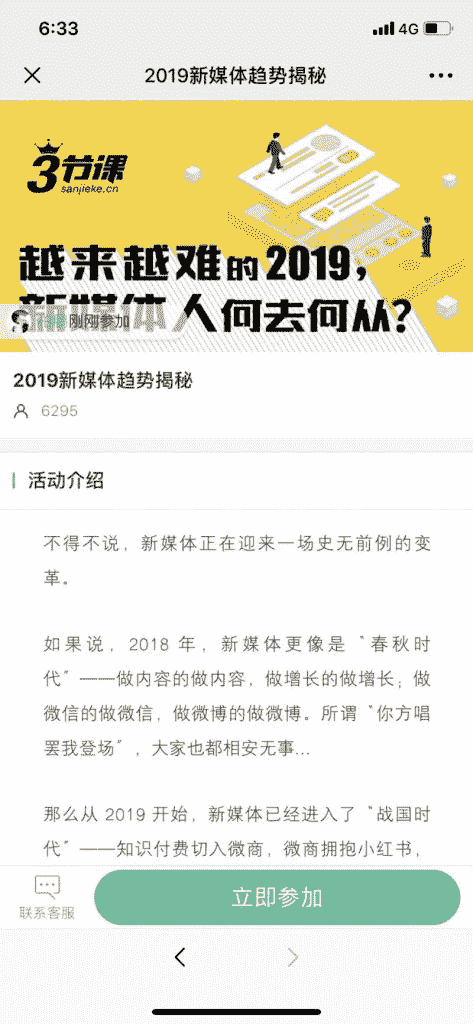 6:33
4G
2019新媒体趋势揭秘
3节课
sanjieke.cn
越来越难的2019，
新媒体人何去何从？
刚刚参加
2019新媒体趋势揭秘
6295
活动介绍
不得不说，新媒体正在迎来一场史无前例的变
革。
如果说，2018 年，新媒体更像是〝春秋时
代〞——做内容的做内容，做增长的做增长；做
微信的做微信，做微博的做微博。所谓〝你方唱
罢我登场〞，大家也都相安无事...
那么从 2019 开始，新媒体已经进入了〝战国时
代〞——知识付费切入微商，微商拥抱小红书，
联系客服
立即参加